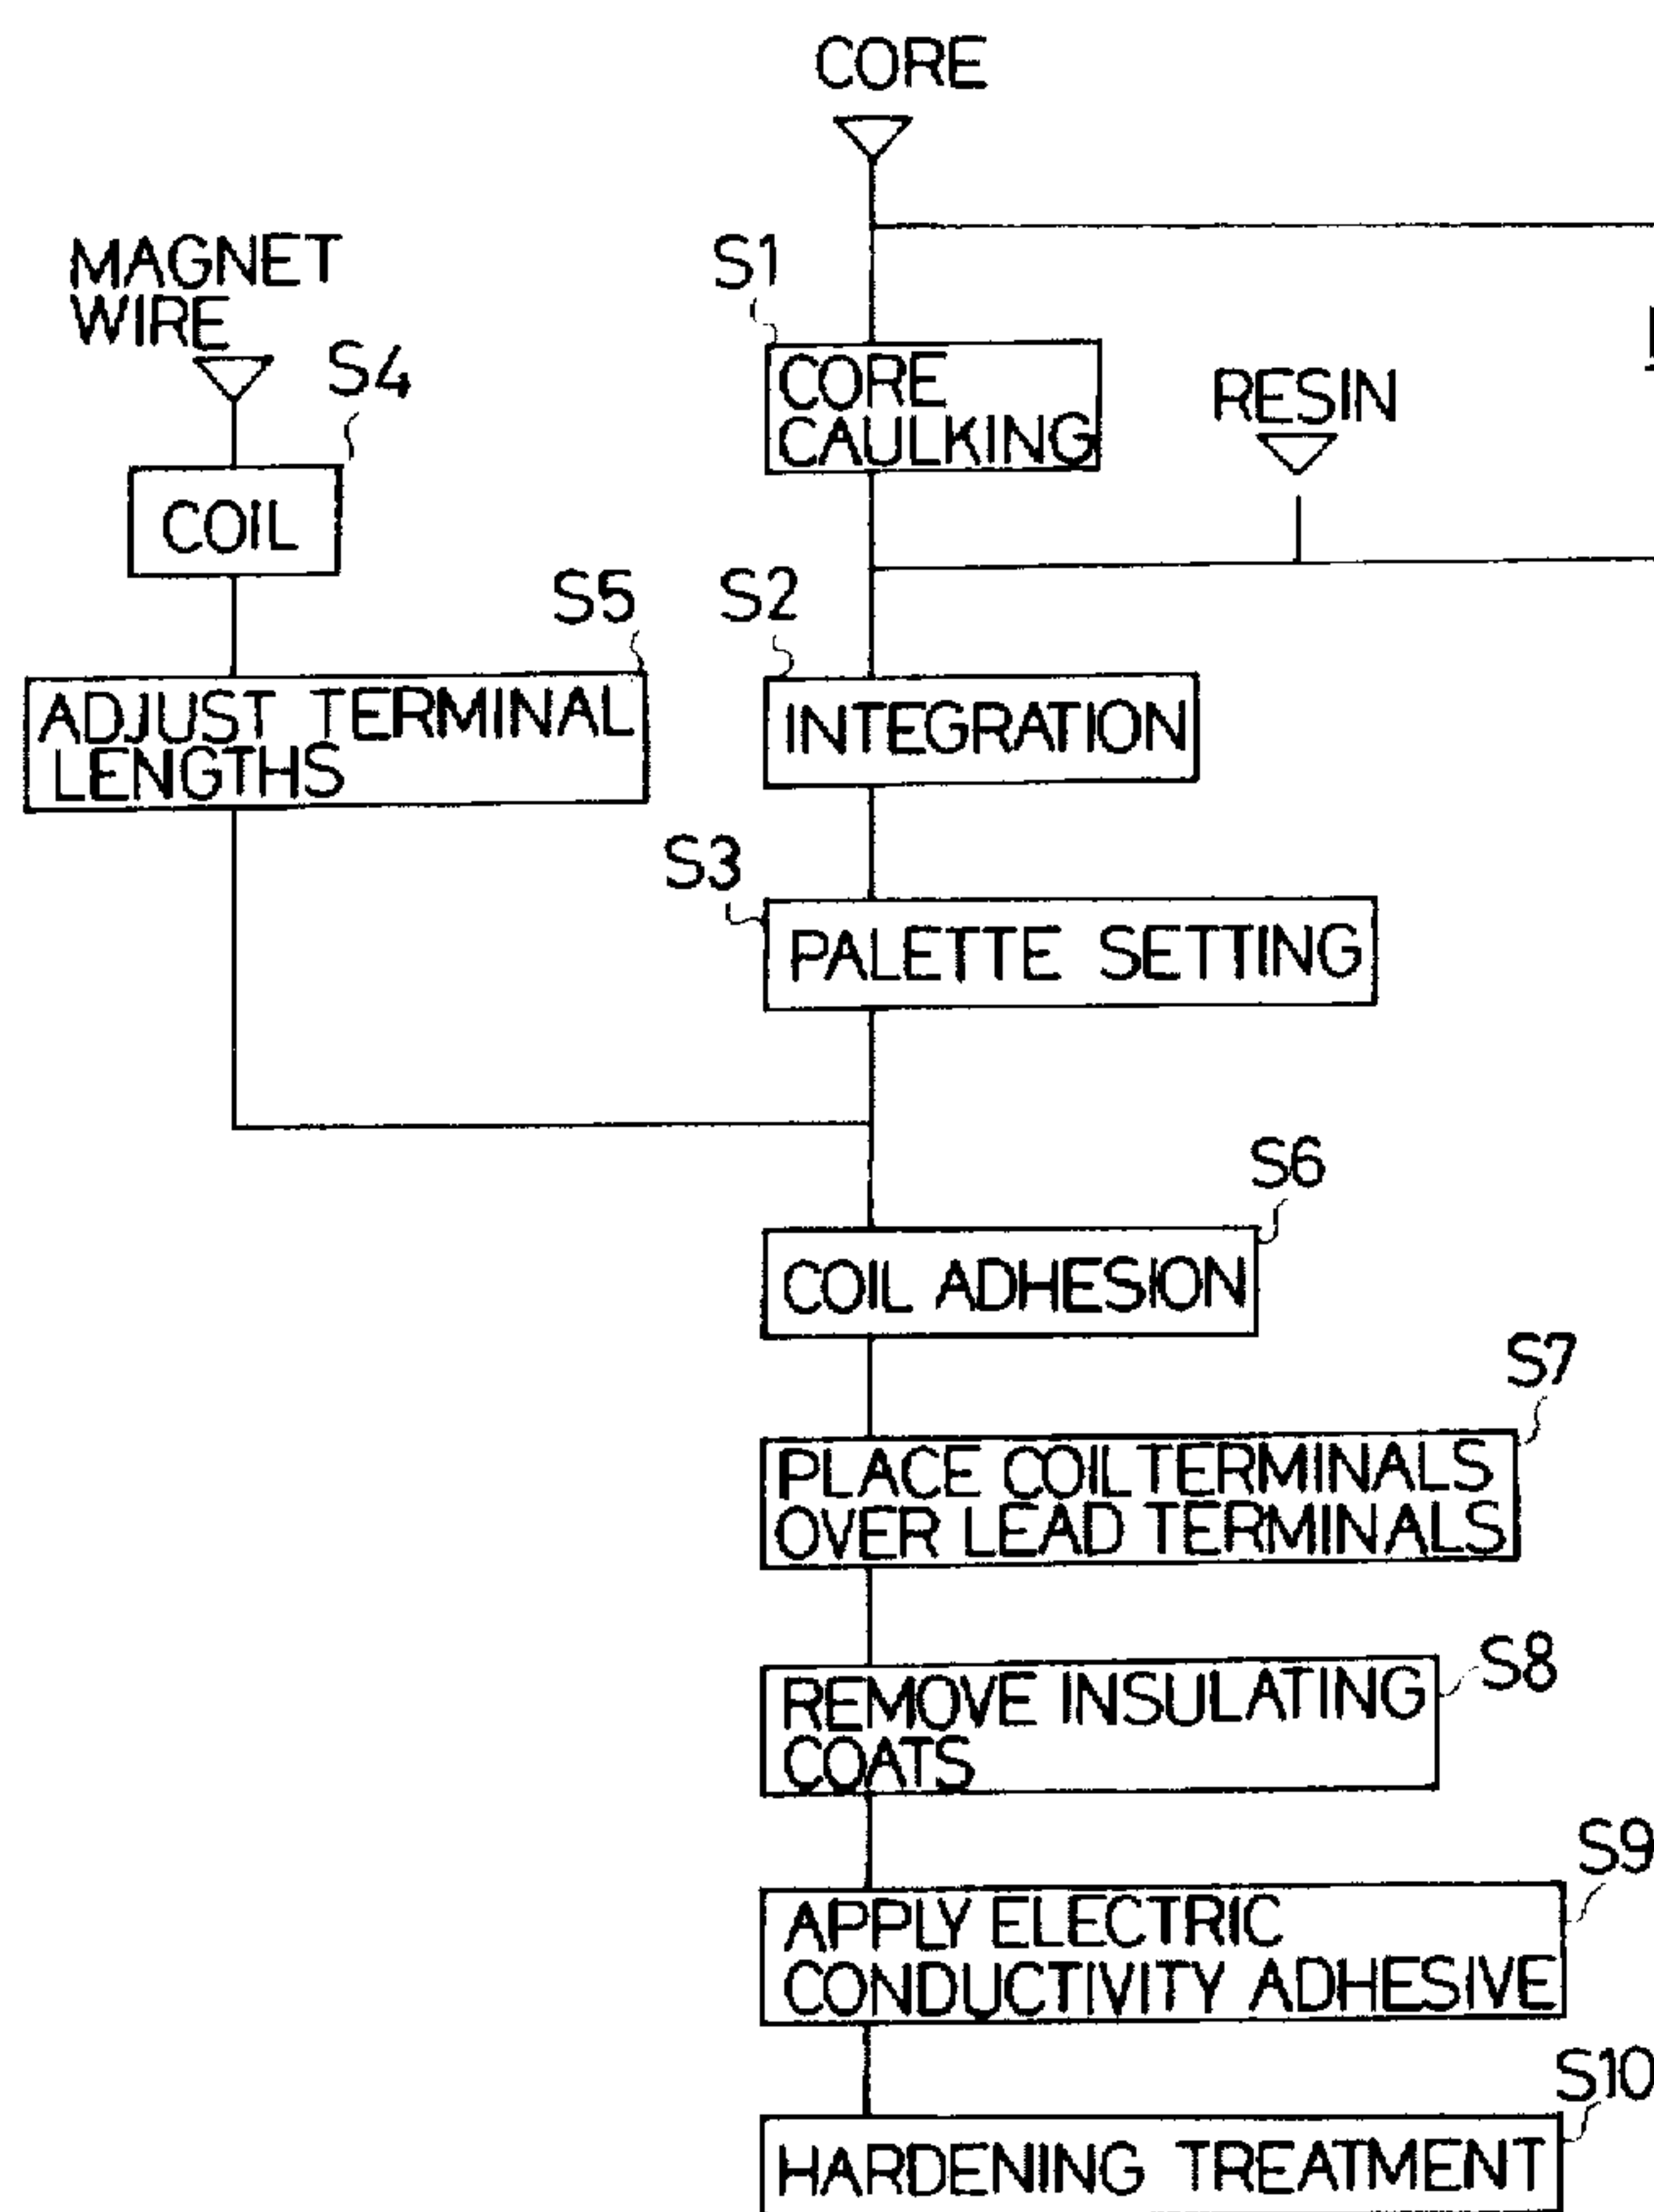 CORE
MAGNET
WIRE
S1
S4
CORE
CAULKING
RESIN
COIL
S5
S2
ADJUST TERMINAL
LENGTHS
INTEGRATION
S3
PALETTE SETTING
S6
COIL ADHESION
S7
PLACE COIL TERMINALS
OVER LEAD TERMINALS
S8
REMOVE INSULATING
COATS
S9
APPLY ELECTRIC
CONDUCTIVITY ADHESIVE
S10
HARDENING TREATMENT